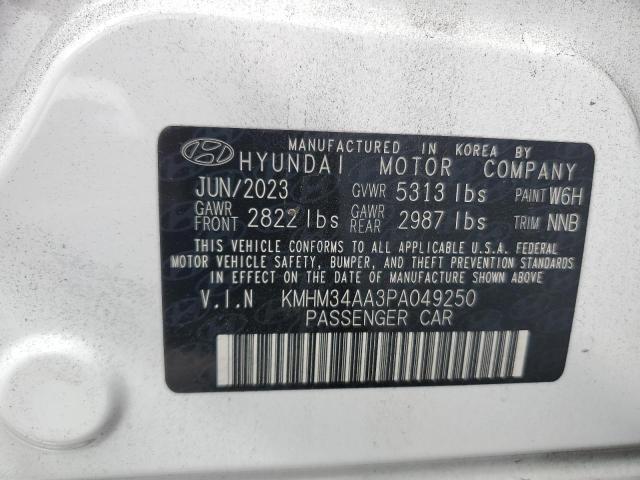 MANUFACTURED IN KOREA BY
HYUNDAI MOTOR COMPANY
JUN/2023 GVWR 5313 lbs PAINT W6H
GAWR FRONT 2822 lbs GAWR REAR 2987 lbs TRIM NNB
THIS VEHICLE CONFORMS TO ALL APPLICABLE U.S.A. FEDERAL
MOTOR VEHICLE SAFETY, BUMPER, AND THEFT PREVENTION STANDARDS
IN EFFECT ON THE DATE OF MANUFACTURE SHOWN ABOVE.
V.I.N KMHM34AA3PA049250
PASSENGER CAR